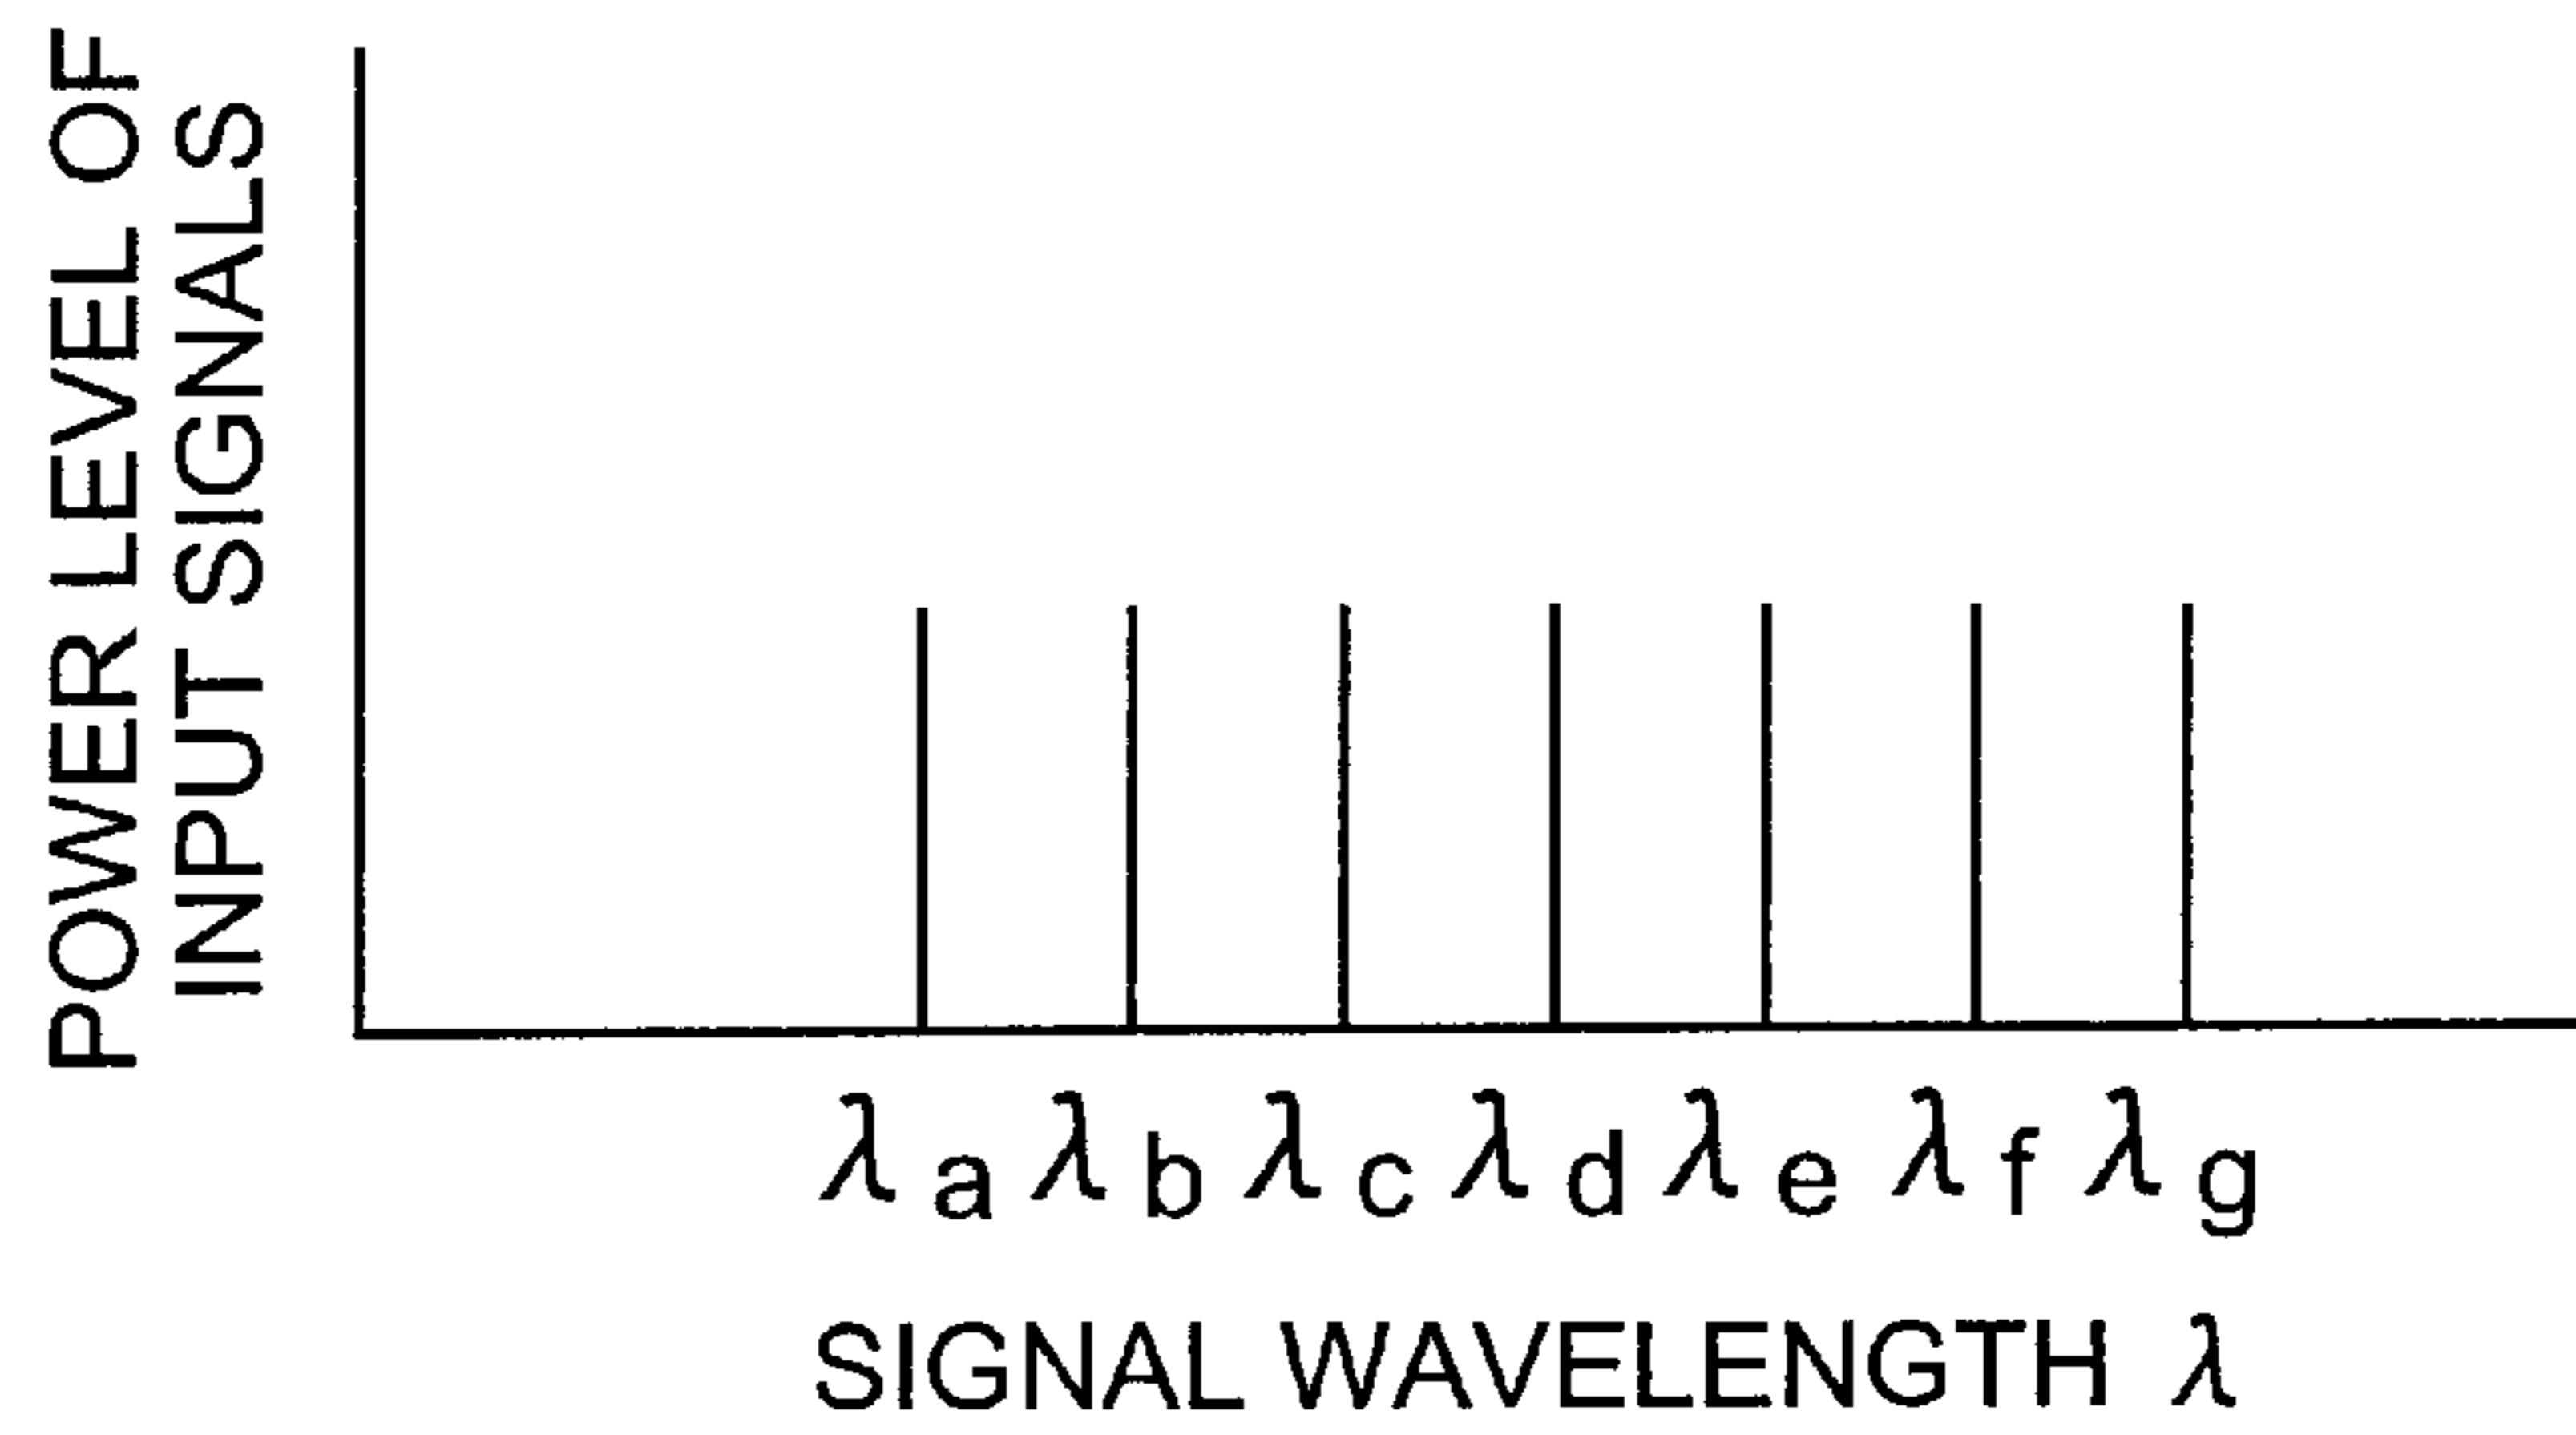 POWER LEVEL OF
INPUT SIGNALS
λa λb λc λd λe λf λg
SIGNAL WAVELENGTH λ